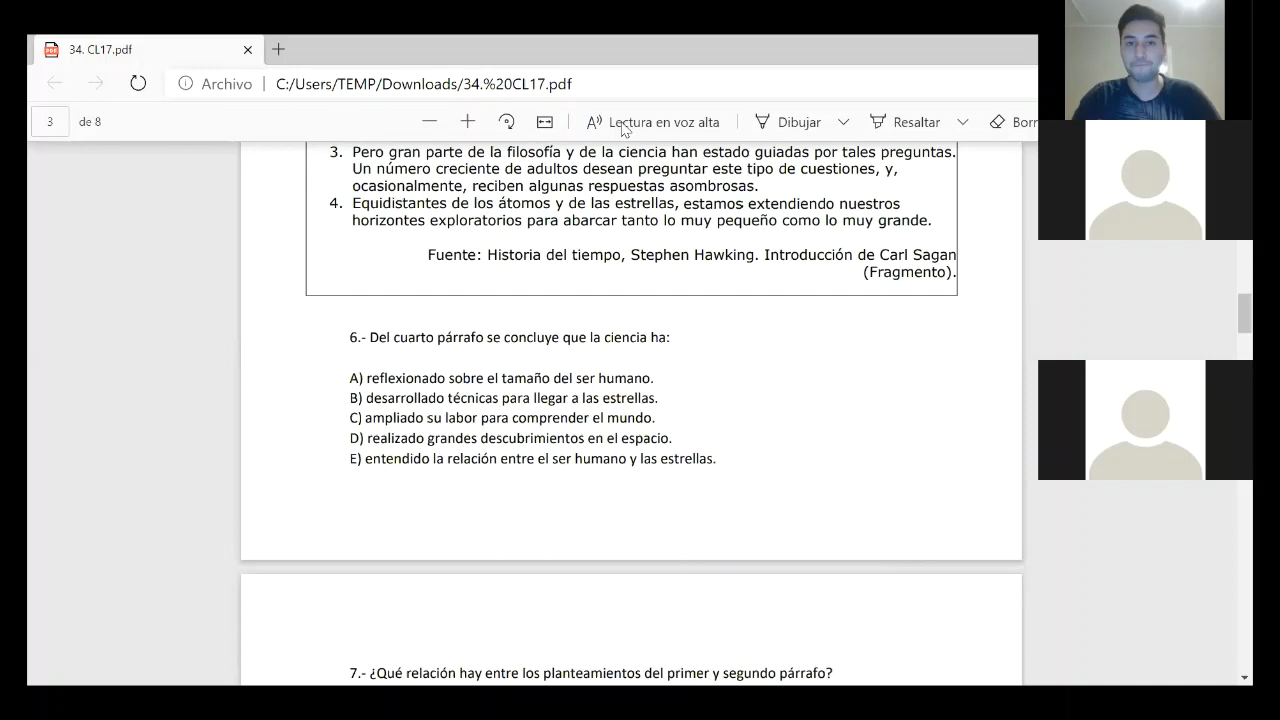 34. CL17.pdf
Archivo
C:/Users/TEMP/Downloads/34.%20CL17.pdf
3
de 8
Lectura en voz alta
Dibujar
Resaltar
Borr
3. Pero gran parte de la filosofía y de la ciencia han estado guiadas por tales preguntas.
Un número creciente de adultos desean preguntar este tipo de cuestiones, y,
ocasionalmente, reciben algunas respuestas asombrosas.
4. Equidistantes de los átomos y de las estrellas, estamos extendiendo nuestros
horizontes exploratorios para abarcar tanto lo muy pequeño como lo muy grande.
Fuente: Historia del tiempo, Stephen Hawking. Introducción de Carl Sagan
(Fragmento).
6.- Del cuarto párrafo se concluye que la ciencia ha:
A) reflexionado sobre el tamaño del ser humano.
B) desarrollado técnicas para llegar a las estrellas.
C) ampliado su labor para comprender el mundo.
D) realizado grandes descubrimientos en el espacio.
E) entendido la relación entre el ser humano y las estrellas.
7.- ¿Qué relación hay entre los planteamientos del primer y segundo párrafo?